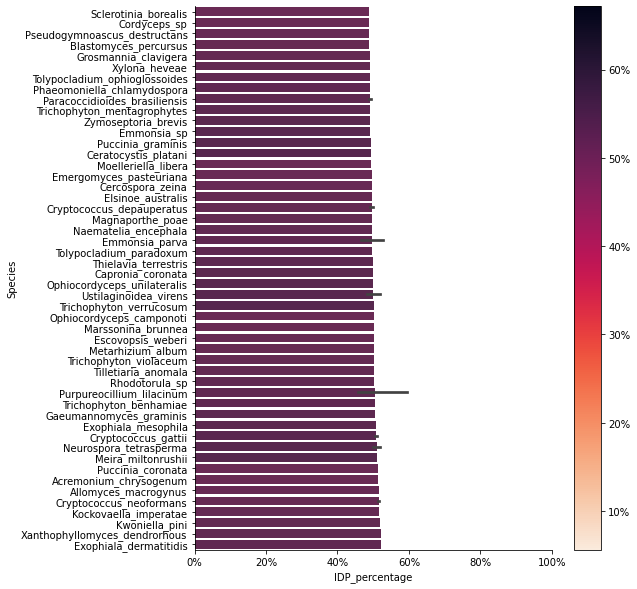 Sclerotinia_borealis
Cordyceps_sp
Pseudogymnoascus_destructans
Blastomyces_percursus
Grosmannia_clavigera
Xylona_heveae
Tolypocladium_ophioglossoides
Phaeomoniella_chlamydospora
Paracoccidioides_brasiliensis
Trichophyton_mentagrophytes
Zymoseptoria_brevis
Emmonsia_sp
Puccinia_graminis
Ceratocystis_platani
Moelleriella_libera
Emergomyces_pasteuriana
Cercospora_zeina
Elsinoe_australis
Cryptococcus_depauperatus
Magnaporthe_poae
Naematelia_encephala
Emmonsia_parva
Tolypocladium_paradoxum
Thielavia_terrestris
Capronia_coronata
Ophiocordyceps_unilateralis
Ustilaginoidea_virens
Trichophyton_verrucosum
Ophiocordyceps_camponoti
Marssonina_brunnea
Escovopsis_weberi
Metarhizium_album
Trichophyton_violaceum
Tilletiaria_anomala
Rhodotorula_sp
Purpureocillium_lilacinum
Trichophyton_benhamiae
Gaeumannomyces_graminis
Exophiala_mesophila
Cryptococcus_gattii
Neurospora_tetrasperma
Meira_miltonrushii
Puccinia_coronata
Acremonium_chrysogenum
Allomyces_macrogynus
Cryptococcus_neoformans
Kockovaella_imperatae
Kwoniella_pini
Xanthophyllomyces_dendrorhous
Exophiala_dermatitidis
Species
0% 20% 40% 60% 80% 100%
IDP_percentage
60%
50%
40%
30%
20%
10%